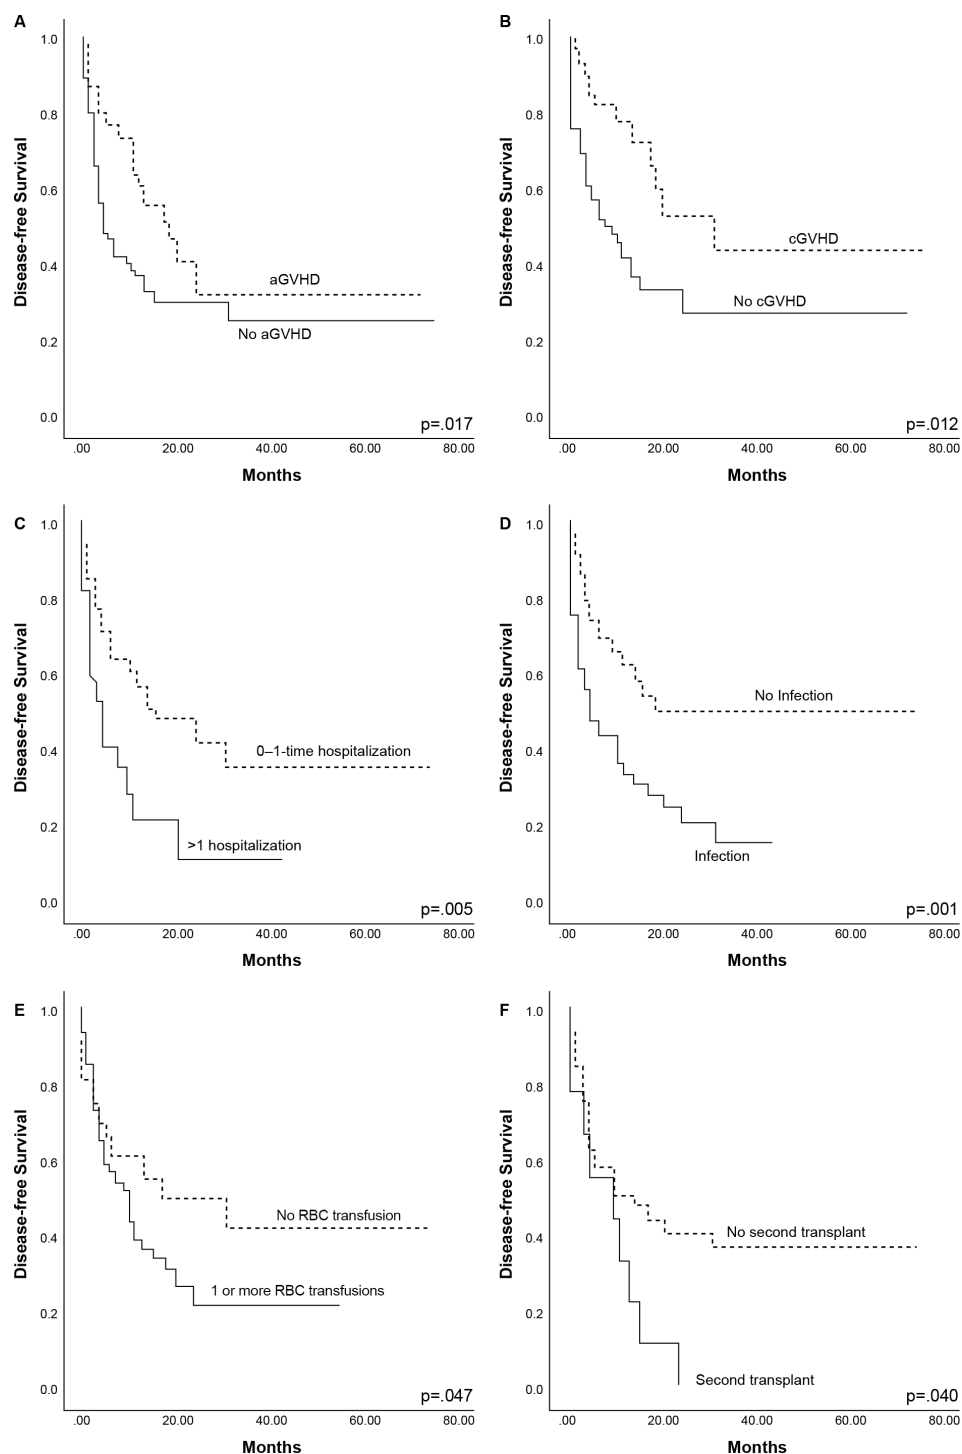 A
Disease-free Survival
1.0
0.8
0.6
0.4
0.2
0.0
aGVHD
No aGVHD
p=.017
.00 20.00 40.00 60.00 80.00
Months
B
Disease-free Survival
1.0
0.8
0.6
0.4
0.2
0.0
cGVHD
No cGVHD
p=.012
.00 20.00 40.00 60.00 80.00
Months
C
Disease-free Survival
1.0
0.8
0.6
0.4
0.2
0.0
0–1-time hospitalization
>1 hospitalization
p=.005
.00 20.00 40.00 60.00 80.00
Months
D
Disease-free Survival
1.0
0.8
0.6
0.4
0.2
0.0
No Infection
Infection
p=.001
.00 20.00 40.00 60.00 80.00
Months
E
Disease-free Survival
1.0
0.8
0.6
0.4
0.2
0.0
No RBC transfusion
1 or more RBC transfusions
p=.047
.00 20.00 40.00 60.00 80.00
Months
F
Disease-free Survival
1.0
0.8
0.6
0.4
0.2
0.0
No second transplant
Second transplant
p=.040
.00 20.00 40.00 60.00 80.00
Months